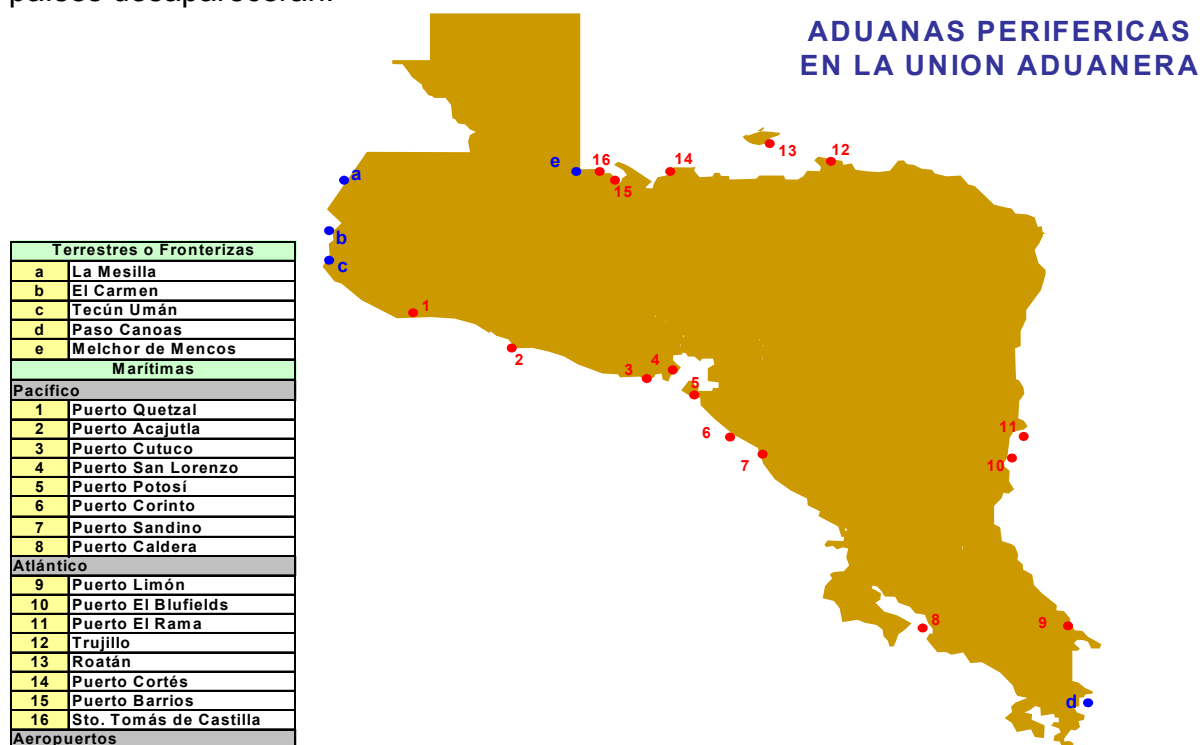 ADUANAS PERIFERICAS
EN LA UNION ADUANERA
e
16
15
14
13
12
a
b
c
1
2
3
4
5
6
7
11
10
8
9
d
Terrestres o Fronterizas
a La Mesilla
b El Carmen
c Tecún Umán
d Paso Canoas
e Melchor de Mencos
Marítimas
Pacífico
1 Puerto Quetzal
2 Puerto Acajutla
3 Puerto Cutuco
4 Puerto San Lorenzo
5 Puerto Potosí
6 Puerto Corinto
7 Puerto Sandino
8 Puerto Caldera
Atlántico
9 Puerto Limón
10 Puerto El Blufields
11 Puerto El Rama
12 Trujillo
13 Roatán
14 Puerto Cortés
15 Puerto Barrios
16 Sto. Tomás de Castilla
Aeropuertos